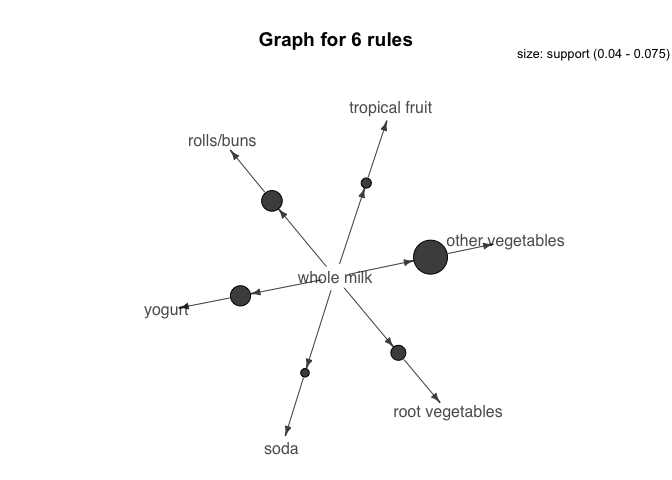 Graph for 6 rules
size: support (0.04 - 0.075)
tropical fruit
rolls/buns
other vegetables
whole milk
yogurt
root vegetables
soda